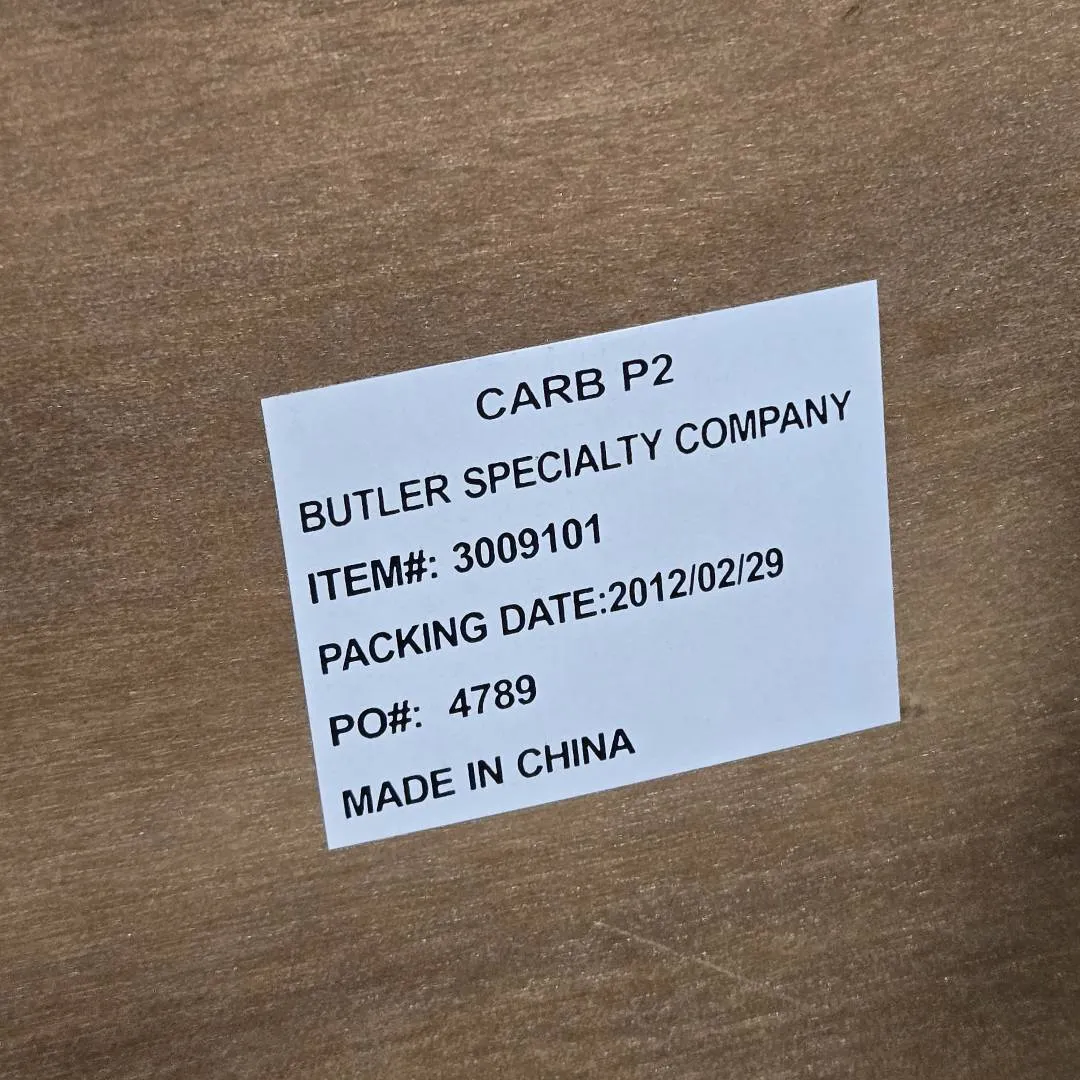 CARB P2
BUTLER SPECIALTY COMPANY
ITEM#: 3009101
PACKING DATE:2012/02/29
PO#: 4789
MADE IN CHINA